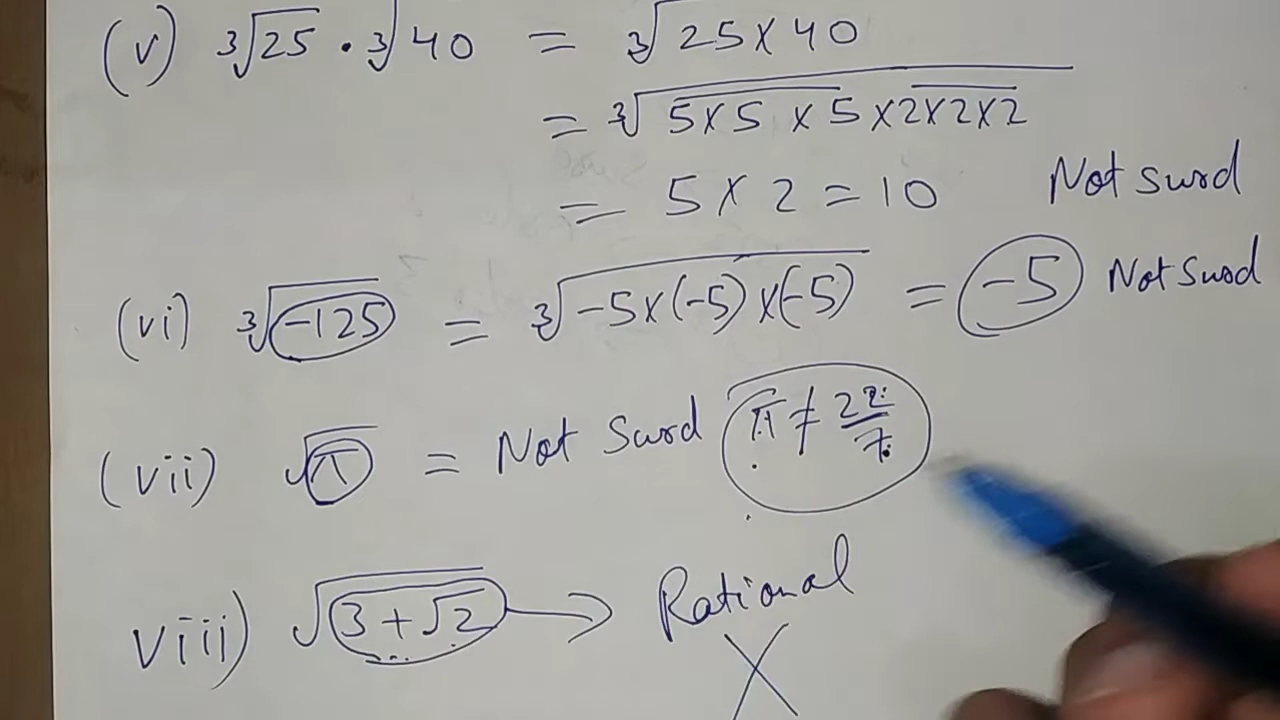 (v) ∛25 · ∛40 = ∛25×40
= ∛5×5×5×2×2×2
= 5×2=10 Not surd
(vi) ∛-125 = ∛-5×(-5)×(-5) = -5 Not Surd
(vii) √π = Not Surd π≠22/7
viii) √3+√2 → Rational
X